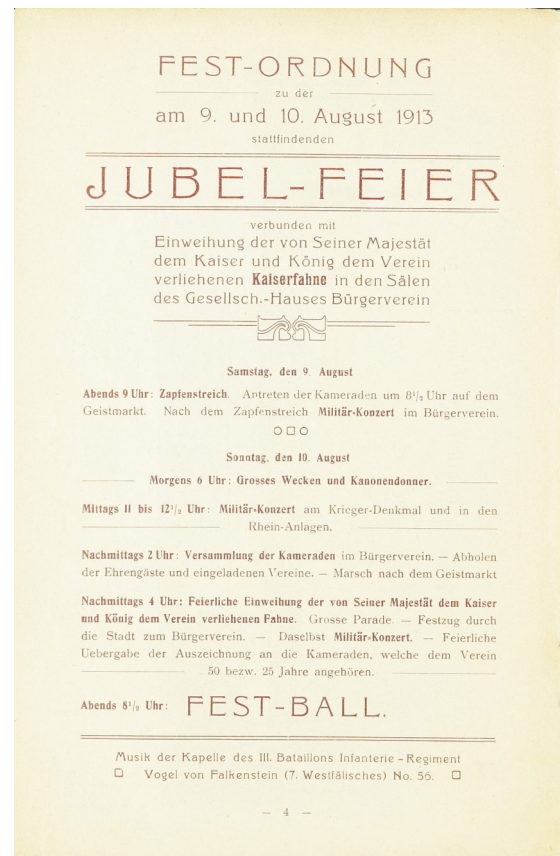 FEST-ORDNUNG
zu der
am 9. und 10. August 1913
stattfindenden
JUBEL-FEIER
verbunden mit
Einweihung der von Seiner Majestät
dem Kaiser und König dem Verein
verliehenen Kaiserfahne in den Sälen
des Gesellsch.-Hauses Bürgerverein
Samstag, den 9. August
Abends 9 Uhr: Zapfenstreich. Antreten der Kameraden um 8½ Uhr auf dem
Geistmarkt. Nach dem Zapfenstreich Militär-Konzert im Bürgerverein.
Sonntag, den 10. August
Morgens 6 Uhr: Grosses Wecken und Kanonendonner.
Mittags 11 bis 12½ Uhr: Militär-Konzert am Krieger-Denkmal und in den
Rhein-Anlagen.
Nachmittags 2 Uhr: Versammlung der Kameraden im Bürgerverein. — Abholen
der Ehrengäste und eingeladenen Vereine. — Marsch nach dem Geistmarkt
Nachmittags 4 Uhr: Feierliche Einweihung der von Seiner Majestät dem Kaiser
und König dem Verein verliehenen Fahne. Grosse Parade. — Festzug durch
die Stadt zum Bürgerverein. — Daselbst Militär-Konzert. — Feierliche
Uebergabe der Auszeichnung an die Kameraden, welche dem Verein
50 bezw. 25 Jahre angehören.
Abends 8½ Uhr: FEST-BALL.
Musik der Kapelle des III. Bataillons Infanterie-Regiment
Vogel von Falkenstein (7. Westfälisches) No. 56.
— 4 —